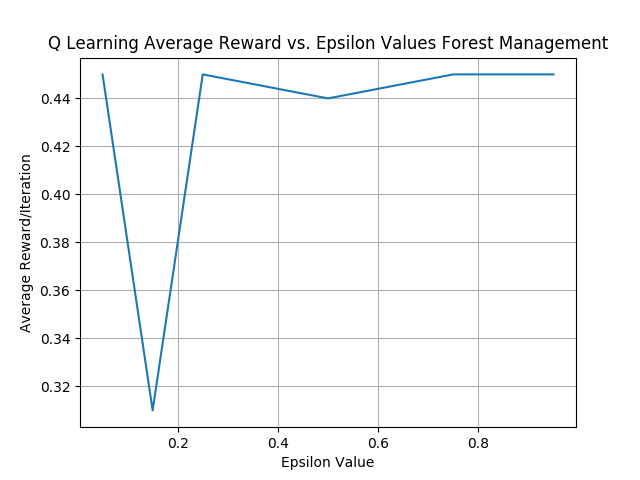 Q Learning Average Reward vs. Epsilon Values Forest Management
0.44
0.42
0.40
0.38
0.36
0.34
0.32
Average Reward/Iteration
0.2 0.4 0.6 0.8
Epsilon Value